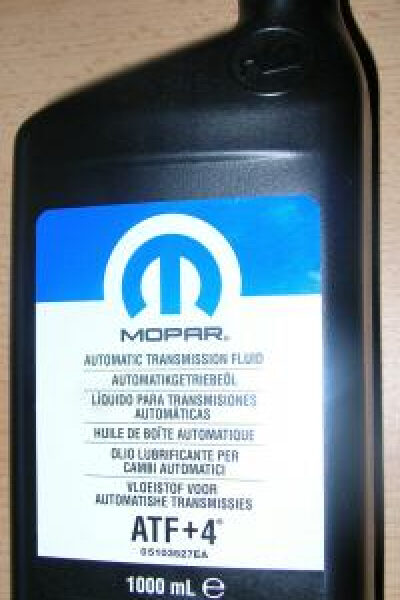 MOPAR®
AUTOMATIC TRANSMISSION FLUID
AUTOMATIKGETRIEBEÖL
LÍQUIDO PARA TRANSMISIONES
AUTOMÁTICAS
HUILE DE BOÎTE AUTOMATIQUE
OLIO LUBRIFICANTE PER
CAMBI AUTOMATICI
VLOEISTOF VOOR
AUTOMATISHE TRANSMISSIES
ATF+4®
05103527EA
1000 mL ℮